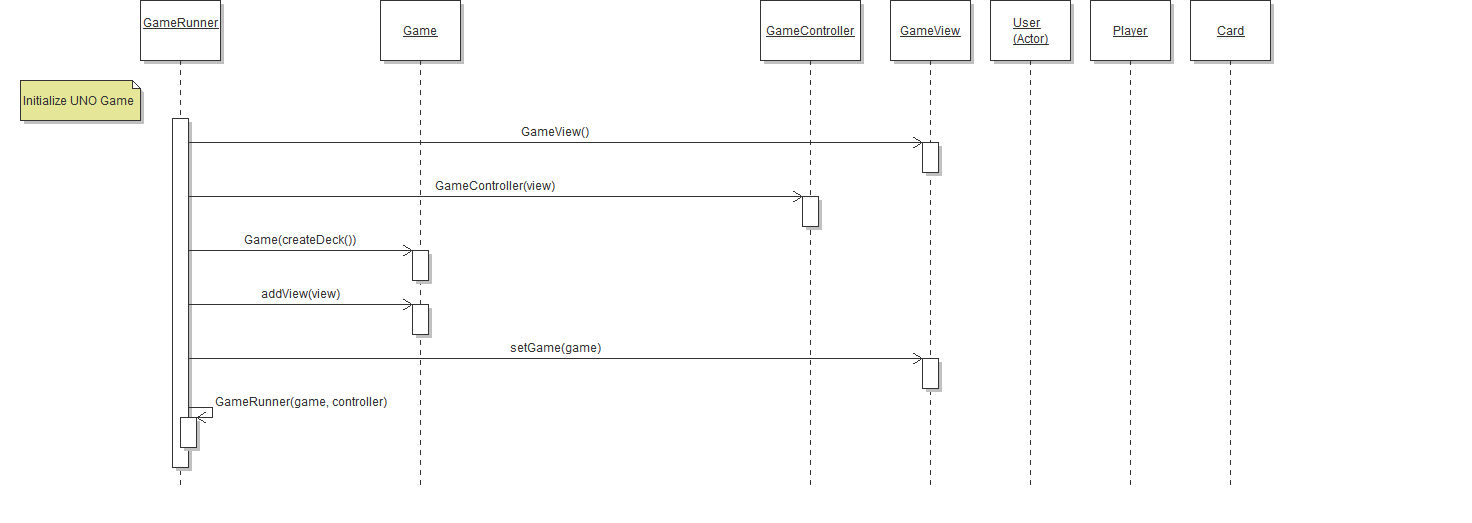 GameRunner
Game
GameController
GameView
User
(Actor)
Player
Card
Initialize UNO Game
GameView()
GameController(view)
Game(createDeck())
addView(view)
setGame(game)
GameRunner(game, controller)